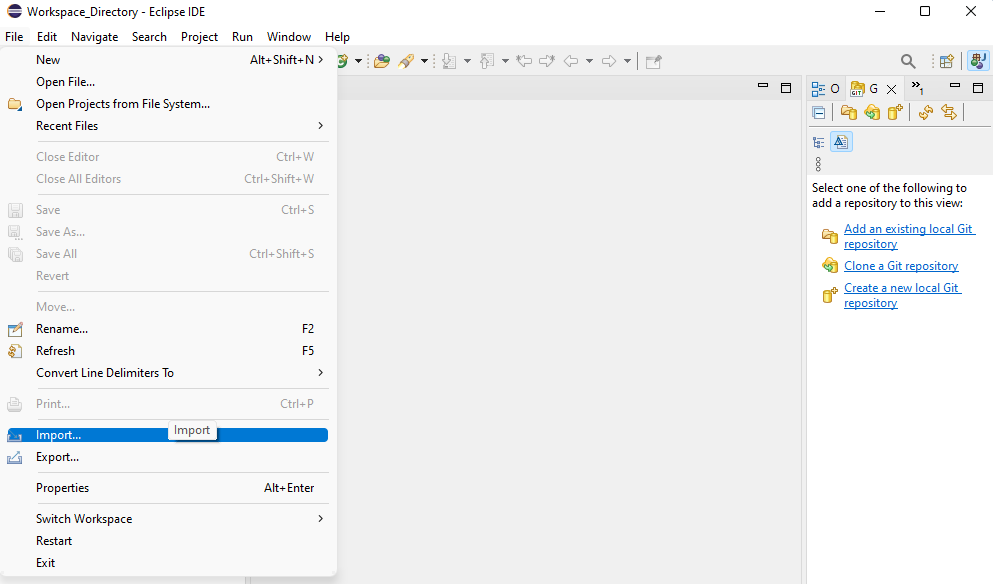 Workspace_Directory - Eclipse IDE
File Edit Navigate Search Project Run Window Help
New Alt+Shift+N
Open File...
Open Projects from File System...
Recent Files
Close Editor Ctrl+W
Close All Editors Ctrl+Shift+W
Save Ctrl+S
Save As...
Save All Ctrl+Shift+S
Revert
Move...
Rename... F2
Refresh F5
Convert Line Delimiters To
Print... Ctrl+P
Import... Import
Export...
Properties Alt+Enter
Switch Workspace
Restart
Exit
O GIT G »1
Select one of the following to
add a repository to this view:
Add an existing local Git
repository
Clone a Git repository
Create a new local Git
repository